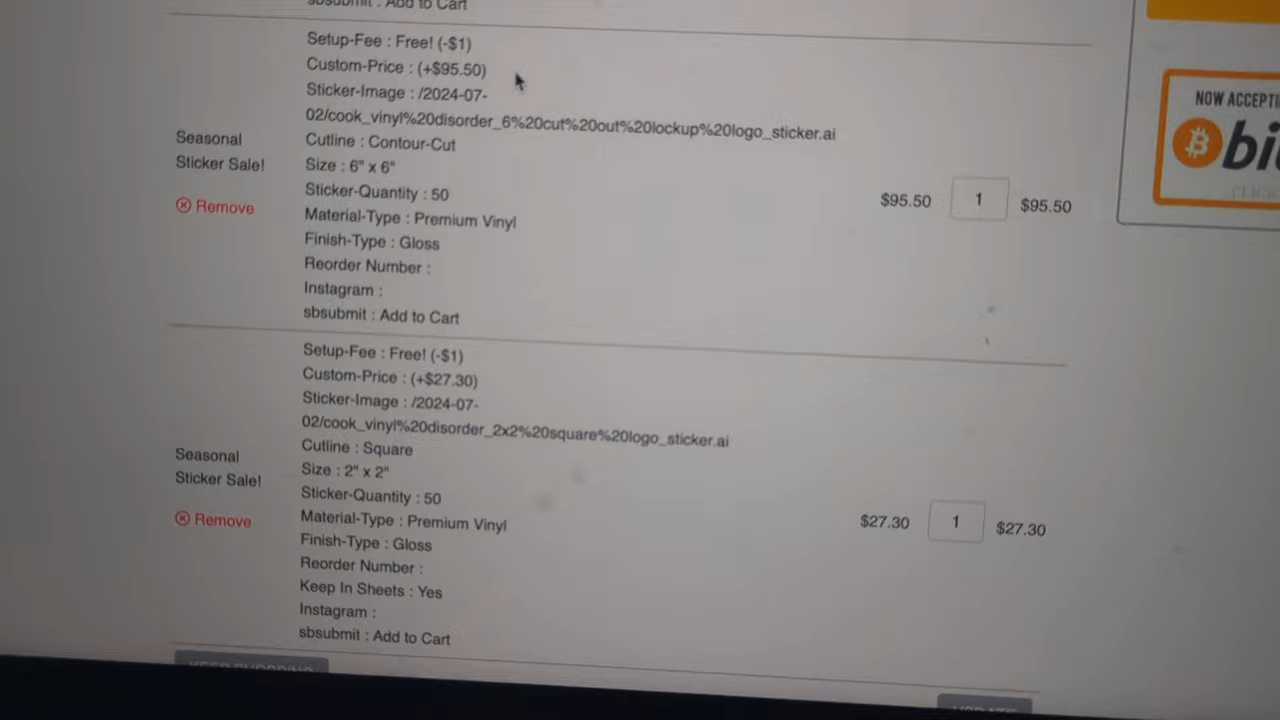 sbsubmit : Add to Cart
Setup-Fee : Free! (-$1)
Custom-Price : (+$95.50)
Sticker-Image : /2024-07-
02/cook_vinyl%20disorder_6%20cut%20out%20lockup%20logo_sticker.ai
Cutline : Contour-Cut
Size : 6" x 6"
Sticker-Quantity : 50
Material-Type : Premium Vinyl
Finish-Type : Gloss
Reorder Number :
Instagram :
sbsubmit : Add to Cart
Seasonal
Sticker Sale!
Remove
$95.50 1 $95.50
Setup-Fee : Free! (-$1)
Custom-Price : (+$27.30)
Sticker-Image : /2024-07-
02/cook_vinyl%20disorder_2x2%20square%20logo_sticker.ai
Cutline : Square
Size : 2" x 2"
Sticker-Quantity : 50
Material-Type : Premium Vinyl
Finish-Type : Gloss
Reorder Number :
Keep In Sheets : Yes
Instagram :
sbsubmit : Add to Cart
Seasonal
Sticker Sale!
Remove
$27.30 1 $27.30
KEEP SHOPPING
UPDATE
NOW ACCEPTI
bi
CLICK